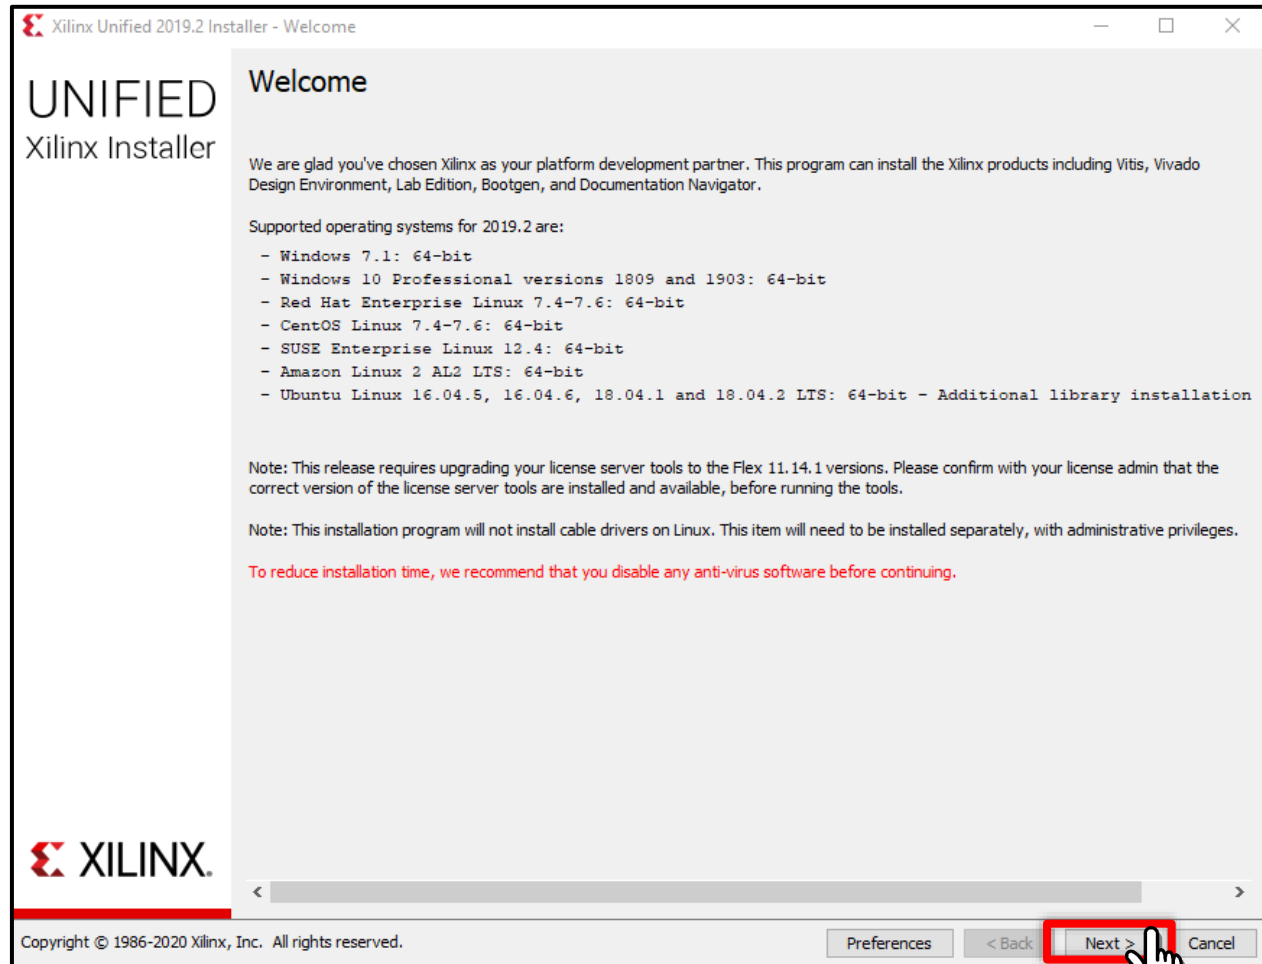 Xilinx Unified 2019.2 Installer - Welcome
UNIFIED
Xilinx Installer
Welcome
We are glad you've chosen Xilinx as your platform development partner. This program can install the Xilinx products including Vitis, Vivado
Design Environment, Lab Edition, Bootgen, and Documentation Navigator.
Supported operating systems for 2019.2 are:
- Windows 7.1: 64-bit
- Windows 10 Professional versions 1809 and 1903: 64-bit
- Red Hat Enterprise Linux 7.4-7.6: 64-bit
- CentOS Linux 7.4-7.6: 64-bit
- SUSE Enterprise Linux 12.4: 64-bit
- Amazon Linux 2 AL2 LTS: 64-bit
- Ubuntu Linux 16.04.5, 16.04.6, 18.04.1 and 18.04.2 LTS: 64-bit - Additional library installation
Note: This release requires upgrading your license server tools to the Flex 11.14.1 versions. Please confirm with your license admin that the
correct version of the license server tools are installed and available, before running the tools.
Note: This installation program will not install cable drivers on Linux. This item will need to be installed separately, with administrative privileges.
To reduce installation time, we recommend that you disable any anti-virus software before continuing.
XILINX.
Copyright © 1986-2020 Xilinx, Inc. All rights reserved.
Preferences
< Back
Next >
Cancel